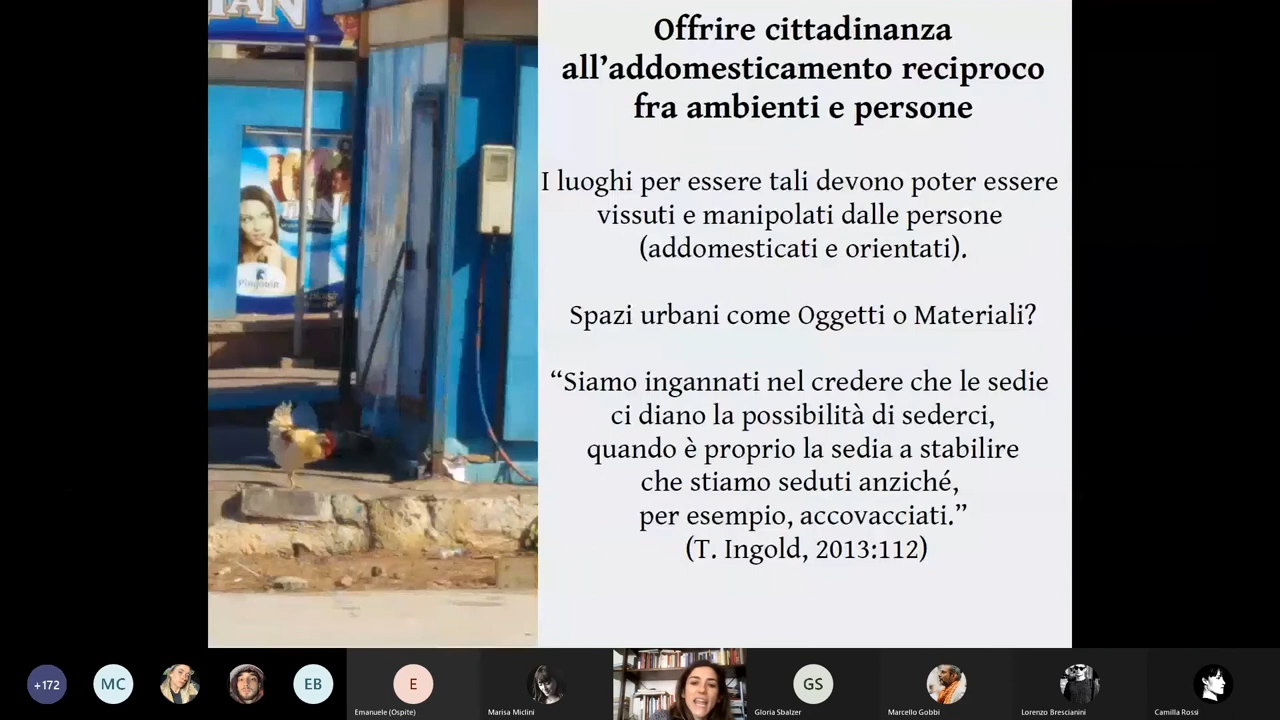 Offrire cittadinanza
all’addomesticamento reciproco
fra ambienti e persone
I luoghi per essere tali devono poter essere
vissuti e manipolati dalle persone
(addomesticati e orientati).
Spazi urbani come Oggetti o Materiali?
“Siamo ingannati nel credere che le sedie
ci diano la possibilità di sederci,
quando è proprio la sedia a stabilire
che stiamo seduti anziché,
per esempio, accovacciati.”
(T. Ingold, 2013:112)
+172
MC
EB
E
Emanuele (Ospite)
Marisa Miclini
GS
Gloria Sbalzer
Marcello Gobbi
Lorenzo Brescianini
Camilla Rossi